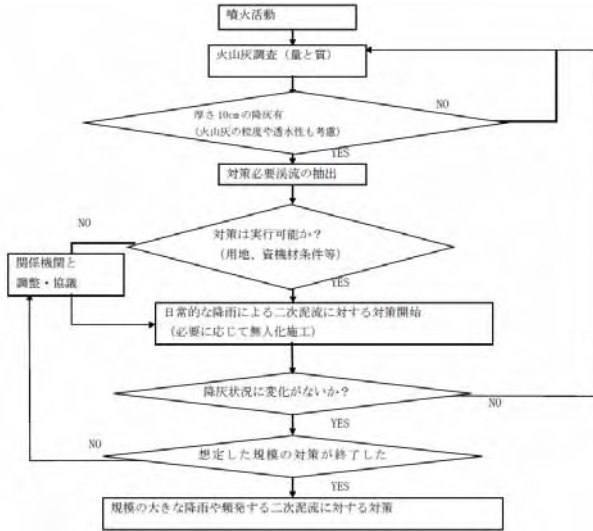 噴火活動
火山灰調査（量と質）
NO
厚さ10cmの降灰有
(火山灰の粒度や透水性も考慮)
YES
対策必要渓流の抽出
NO
対策は実行可能か？
（用地、資機材条件等）
関係機関と
調整・協議
YES
日常的な降雨による二次泥流に対する対策開始
（必要に応じて無人化施工）
降灰状況に変化がないか？
NO
YES
NO
想定した規模の対策が終了した
YES
規模の大きな降雨や頻発する二次泥流に対する対策